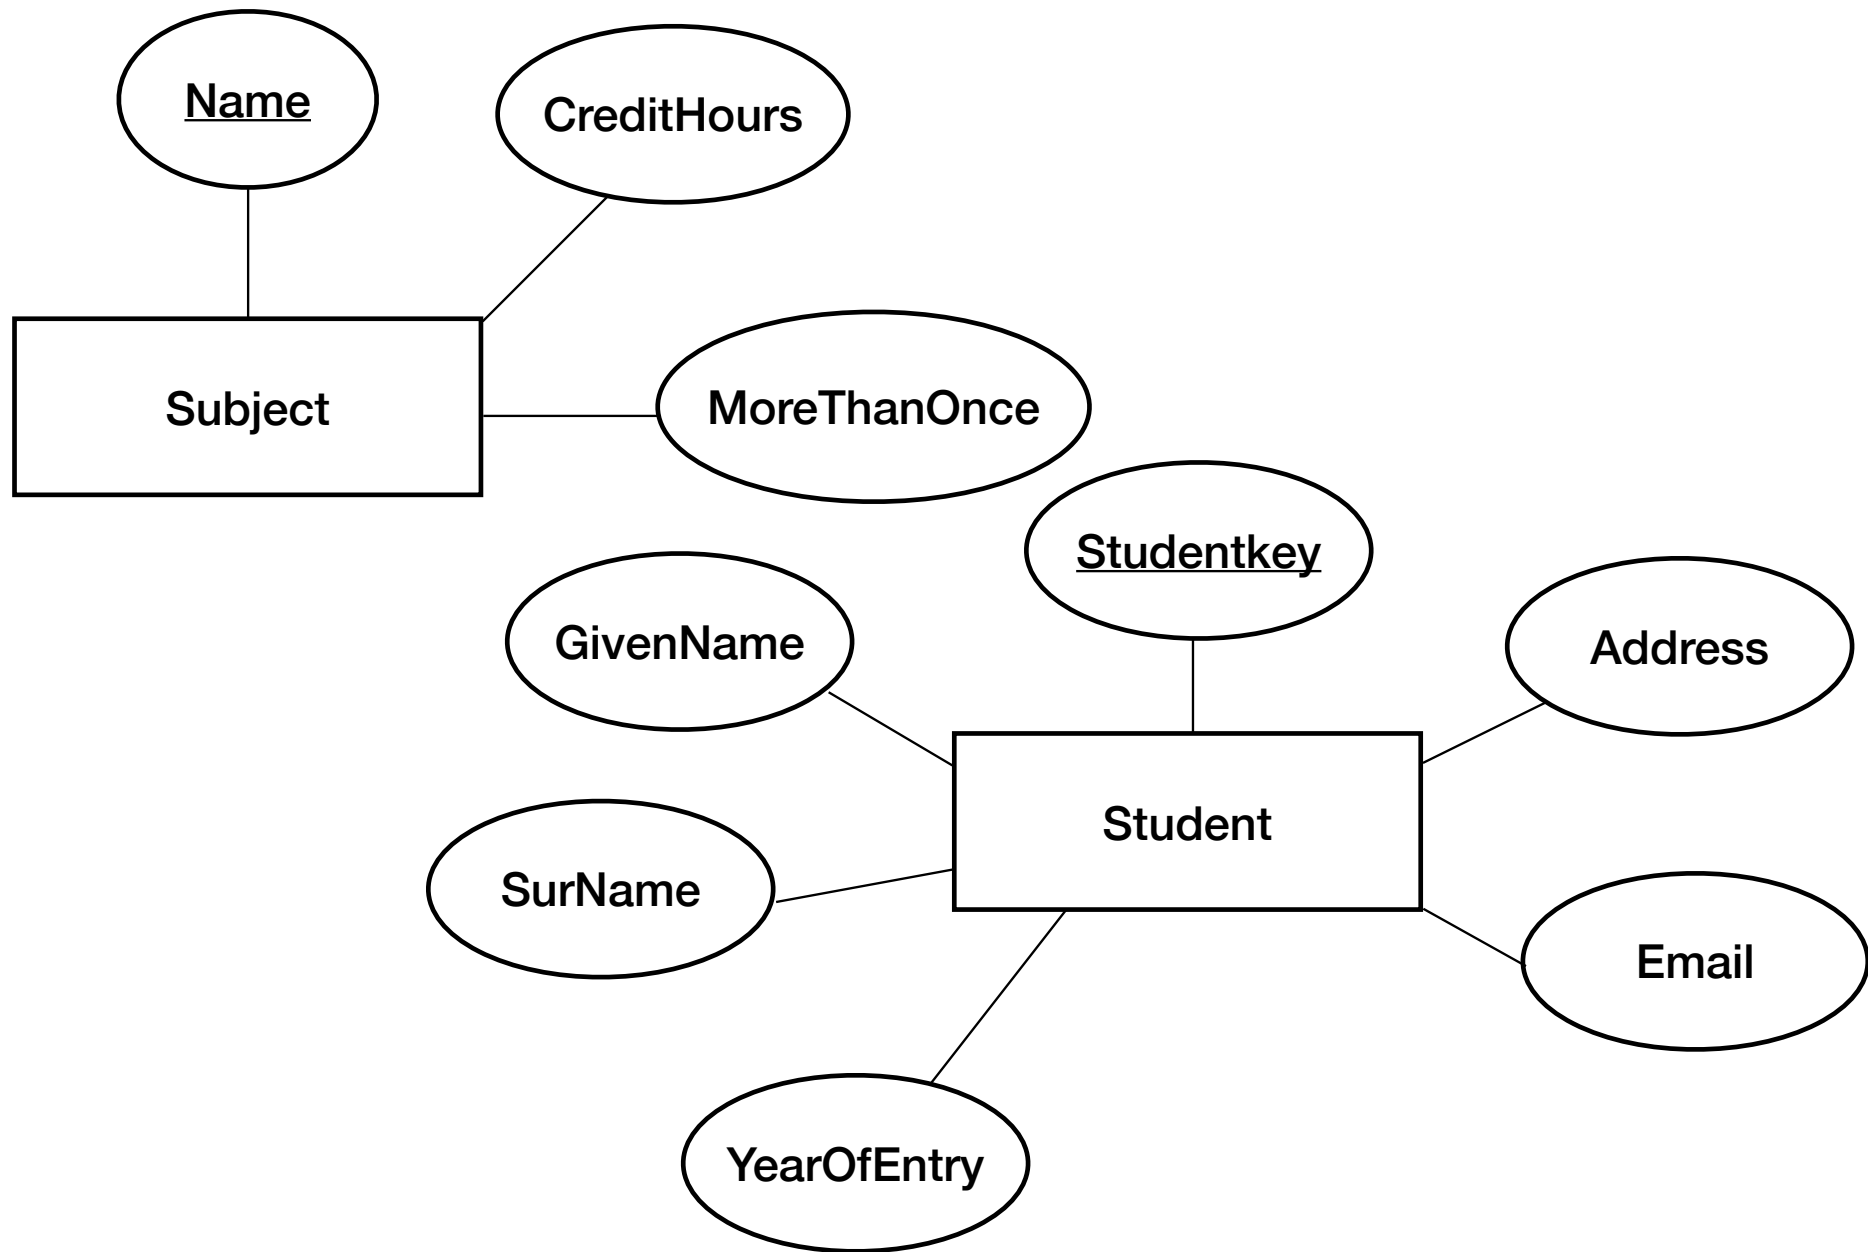 Name
CreditHours
Subject
MoreThanOnce
Studentkey
GivenName
Address
Student
SurName
Email
YearOfEntry